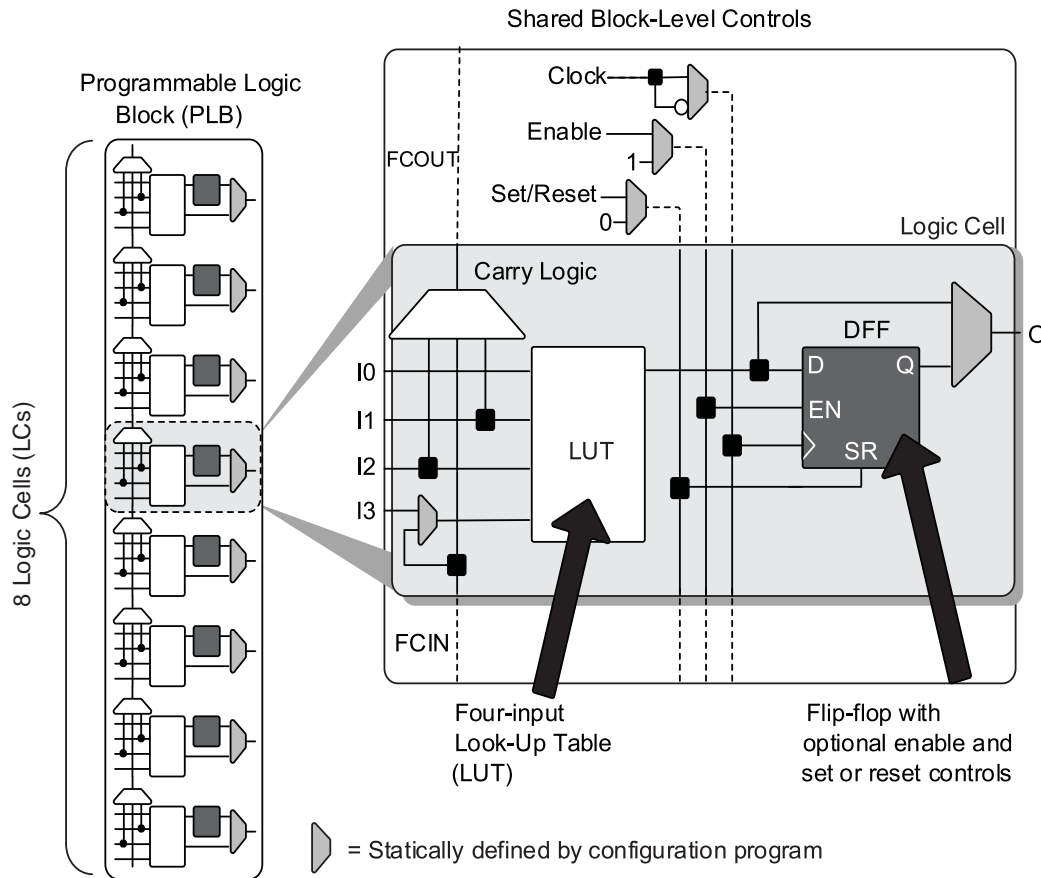 Shared Block-Level Controls
Programmable Logic
Block (PLB)
8 Logic Cells (LCs)
Clock
Enable
1
FCOUT
Set/Reset
0
Logic Cell
Carry Logic
I0
I1
I2
I3
LUT
DFF
D
Q
EN
SR
O
FCIN
Four-input
Look-Up Table
(LUT)
Flip-flop with
optional enable and
set or reset controls
= Statically defined by configuration program